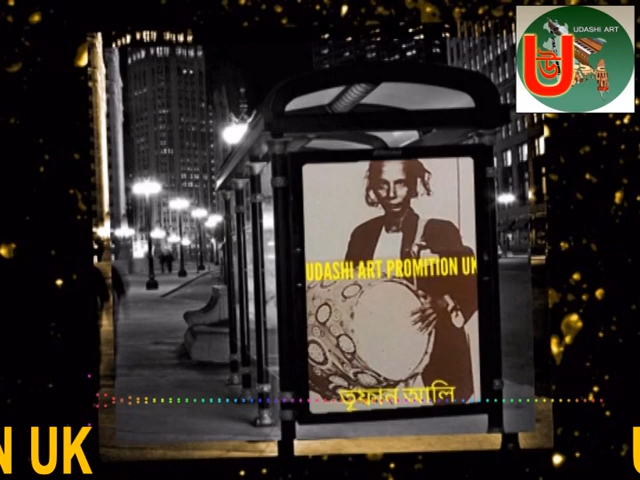 UDASHI ART
U
UDASHI ART PROMITION UK
তুফান আলি
N UK